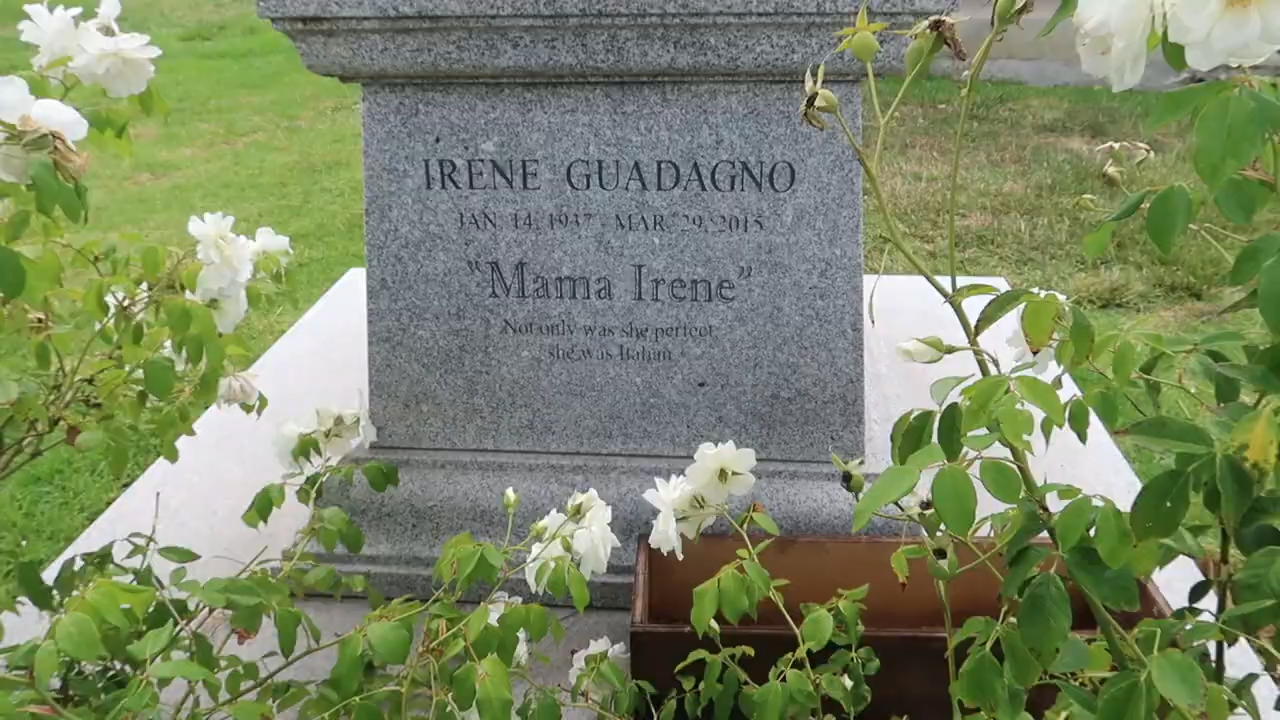 IRENE GUADAGNO
JAN. 14, 1937 - MAR. 29, 2015
"Mama Irene"
Not only was she perfect
she was Italian